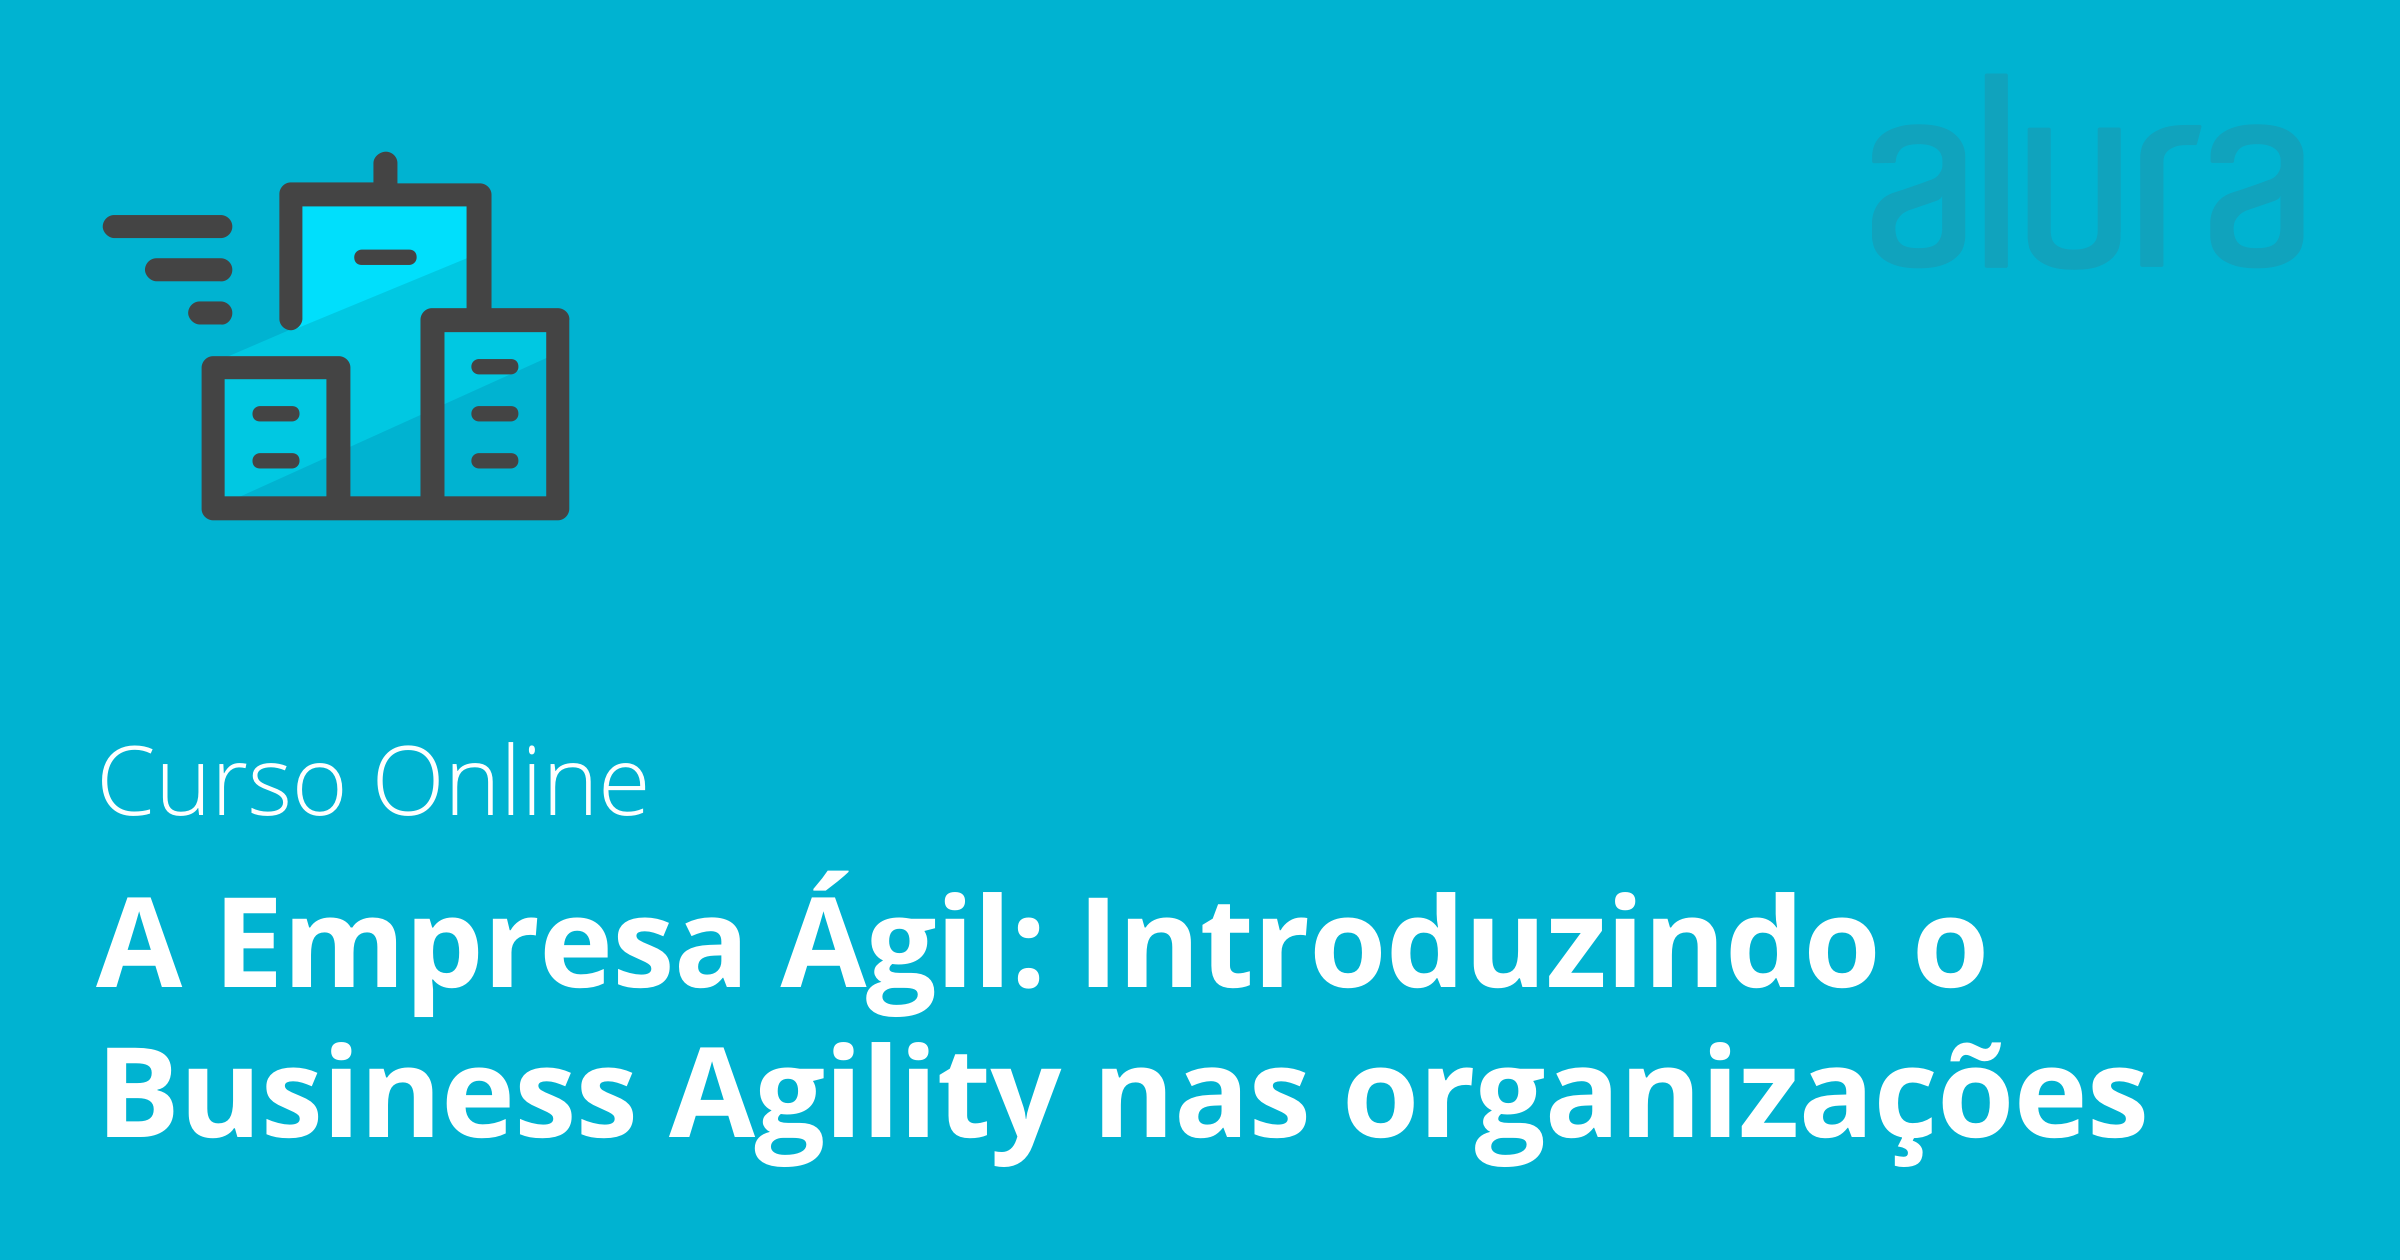 alura
Curso Online
A Empresa Ágil: Introduzindo o
Business Agility nas organizações